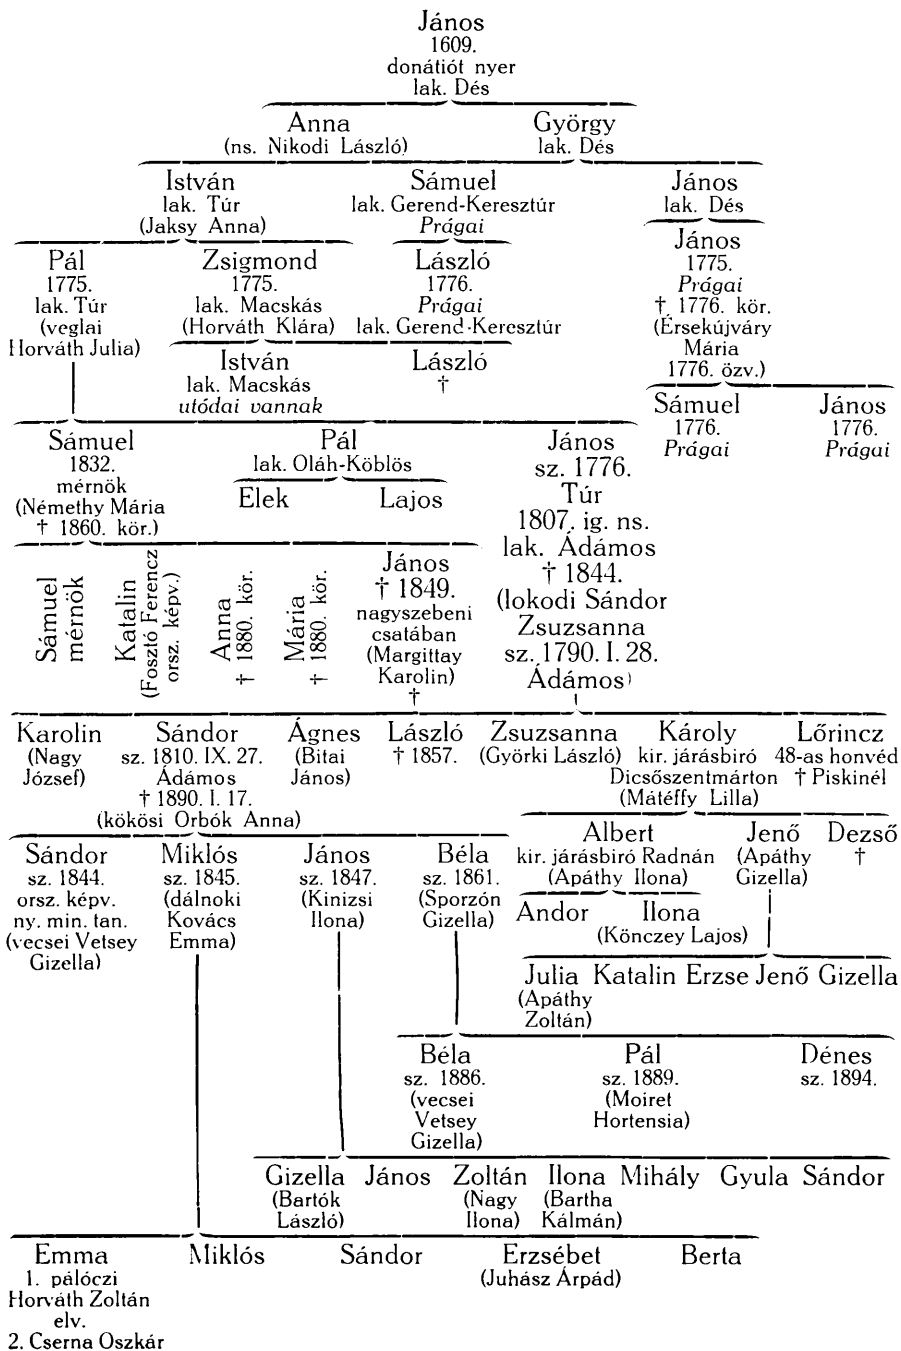 János
1609.
donátiót nyer
lak. Dés
Anna
(ns. Nikodi László)
György
lak. Dés
István
lak. Túr
(Jaksy Anna)
Sámuel
lak. Gerend-Keresztúr
Prágai
János
lak. Dés
Pál
1775.
lak. Túr
(veglai
Horváth Julia)
Zsigmond
1775.
lak. Macskás
(Horváth Klára)
László
1776.
Prágai
lak. Gerend-Keresztúr
János
1775.
Prágai
† 1776. kör.
(Érsekújváry
Mária
1776. özv.)
István
lak. Macskás
utódai vannak
László
†
Sámuel
1776.
Prágai
János
1776.
Prágai
Sámuel
1832.
mérnök
(Némethy Mária
† 1860. kör.)
Pál
lak. Oláh-Köblös
János
sz. 1776.
Túr
1807. ig. ns.
lak. Ádámos
† 1844.
(lokodi Sándor
Zsuzsanna
sz. 1790. I. 28.
Ádámos)
Elek
Lajos
Sámuel
mérnök
Katalin
(Fosztó Ferencz
orsz. képv.)
Anna
† 1880. kör.
Mária
† 1880. kör.
János
† 1849.
nagyszebeni
csatában
(Margittay
Karolin)
†
Karolin
(Nagy
József)
Sándor
sz. 1810. IX. 27.
Ádámos
† 1890. I. 17.
(kökösi Orbók Anna)
Ágnes
(Bitai
János)
László
† 1857.
Zsuzsanna
(Györki László)
Károly
kir. járásbiró
Dicsőszentmárton
(Mátéffy Lilla)
Lőrincz
48-as honvéd
† Piskinél
Albert
kir. járásbiró Radnán
(Apáthy Ilona)
Jenő
(Apáthy
Gizella)
Dezső
†
Sándor
sz. 1844.
orsz. képv.
ny. min. tan.
(vecsei Vetsey
Gizella)
Miklós
sz. 1845.
(dálnoki
Kovács
Emma)
János
sz. 1847.
(Kinizsi
Ilona)
Béla
sz. 1861.
(Sporzón
Gizella)
Andor
Ilona
(Könczey Lajos)
Julia
(Apáthy
Zoltán)
Katalin
Erzse
Jenő
Gizella
Béla
sz. 1886.
(vecsei
Vetsey
Gizella)
Pál
sz. 1889.
(Moiret
Hortensia)
Dénes
sz. 1894.
Gizella
(Bartók
László)
János
Zoltán
(Nagy
Ilona)
Ilona
(Bartha
Kálmán)
Mihály
Gyula
Sándor
Emma
1. pálóczi
Horváth Zoltán
elv.
2. Cserna Oszkár
Miklós
Sándor
Erzsébet
(Juhász Árpád)
Berta